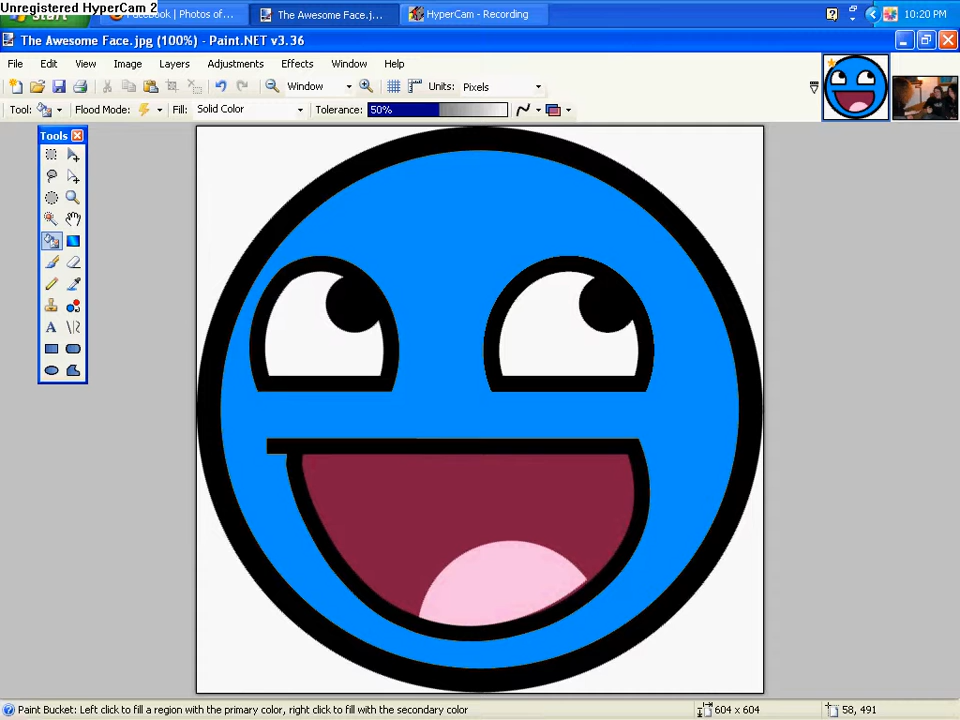 Unregistered HyperCam 2
Start
Facebook | Photos of...
The Awesome Face.j...
HyperCam - Recording
10:20 PM
The Awesome Face.jpg (100%) - Paint.NET v3.36
File Edit View Image Layers Adjustments Effects Window Help
Window Units: Pixels
Tool: Flood Mode: Fill: Solid Color Tolerance: 50%
Tools
A
Paint Bucket: Left click to fill a region with the primary color, right click to fill with the secondary color
604 x 604
58, 491